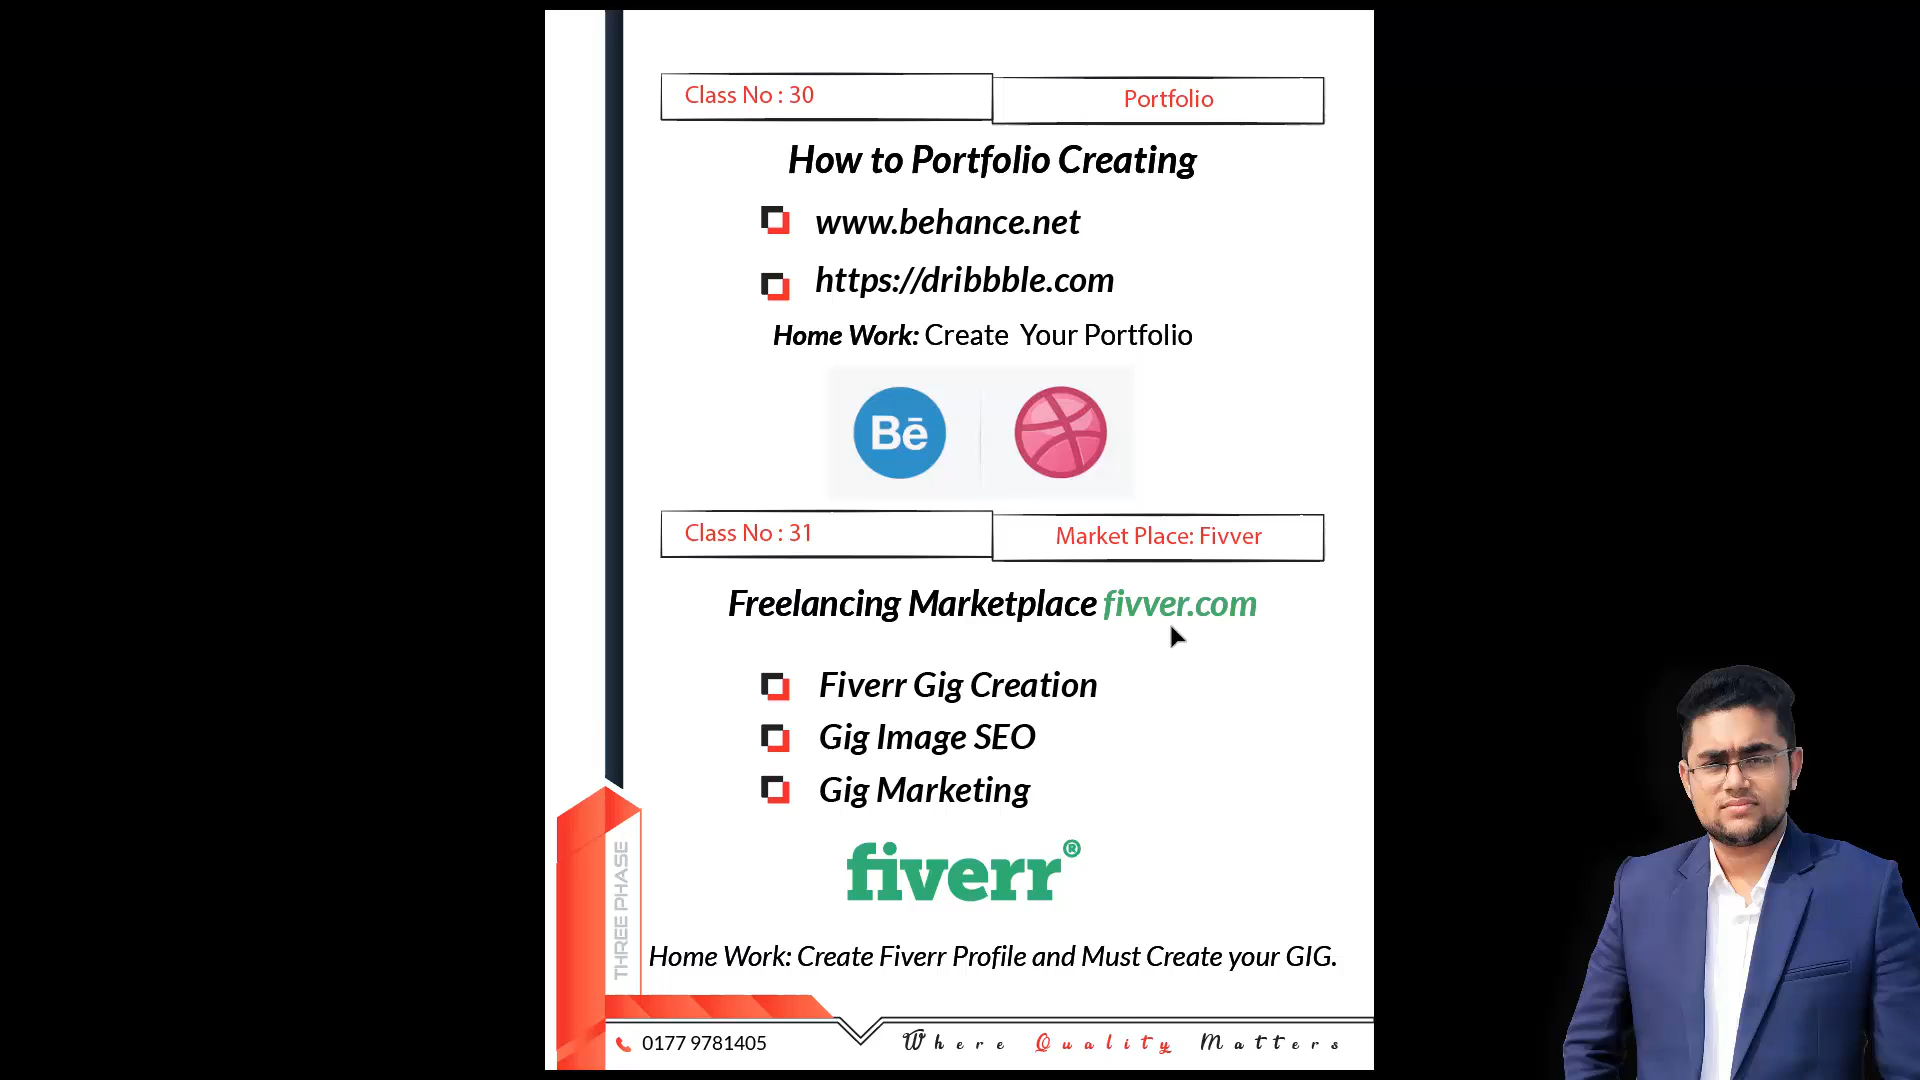 Class No : 30
Portfolio
How to Portfolio Creating
www.behance.net
https://dribbble.com
Home Work: Create Your Portfolio
Bē
Class No : 31
Market Place: Fivver
Freelancing Marketplace fivver.com
Fiverr Gig Creation
Gig Image SEO
Gig Marketing
fiverr®
THREE PHASE
Home Work: Create Fiverr Profile and Must Create your GIG.
0177 9781405
Where Quality Matters